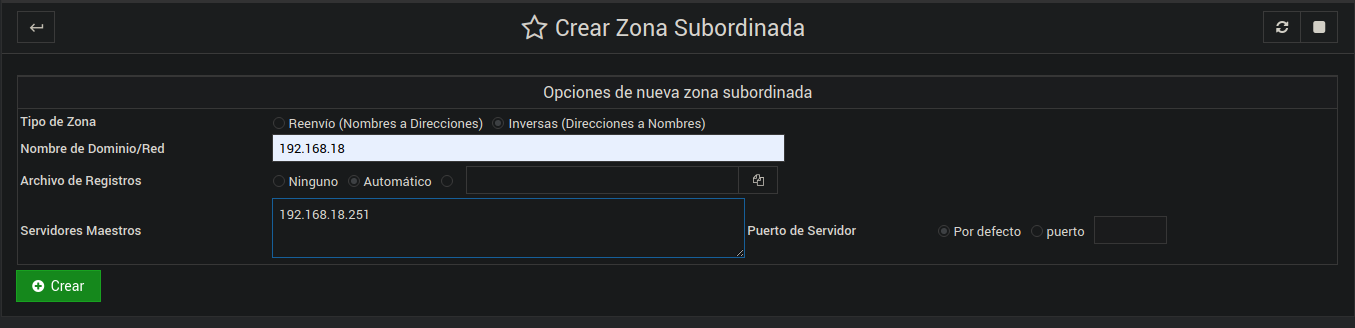 Crear Zona Subordinada
Opciones de nueva zona subordinada
Tipo de Zona Reenvío (Nombres a Direcciones) Inversas (Direcciones a Nombres)
Nombre de Dominio/Red 192.168.18
Archivo de Registros Ninguno Automático
Servidores Maestros 192.168.18.251 Puerto de Servidor Por defecto puerto
Crear